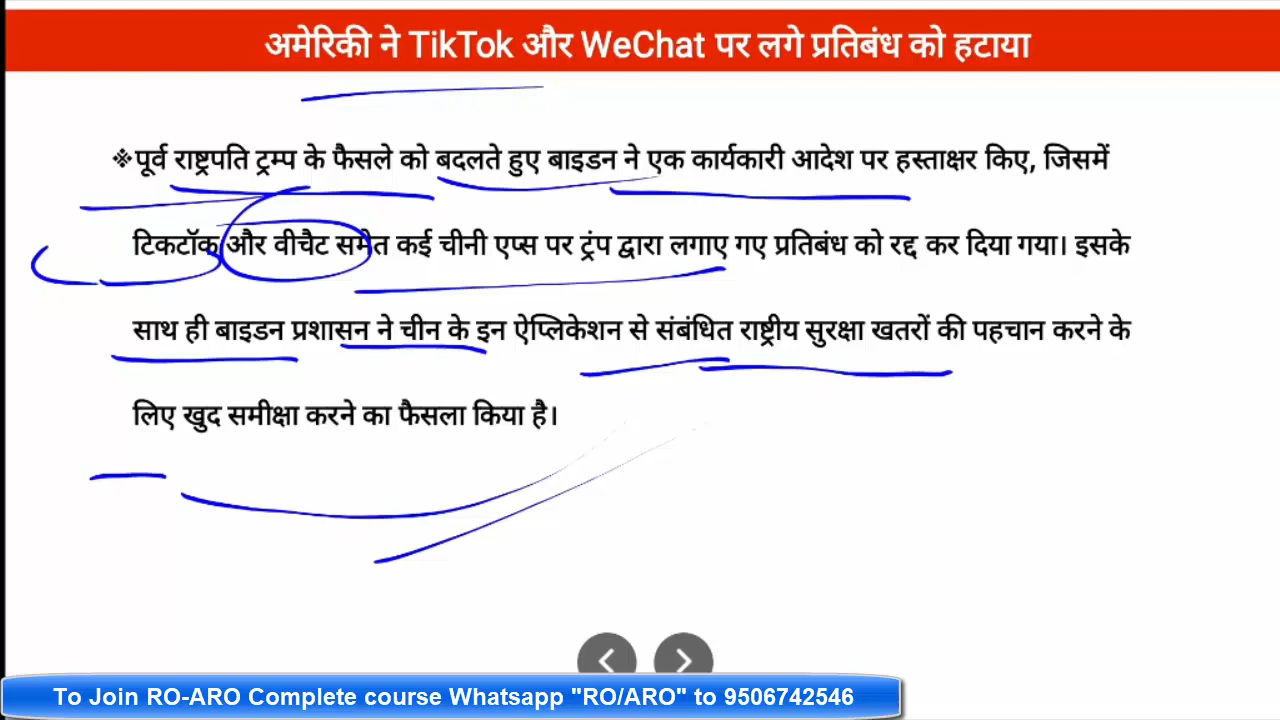 अमेरिकी ने TikTok और WeChat पर लगे प्रतिबंध को हटाया
❖पूर्व राष्ट्रपति ट्रम्प के फैसले को बदलते हुए बाइडन ने एक कार्यकारी आदेश पर हस्ताक्षर किए, जिसमें
टिकटॉक और वीचैट समेत कई चीनी एप्स पर ट्रंप द्वारा लगाए गए प्रतिबंध को रद्द कर दिया गया। इसके
साथ ही बाइडन प्रशासन ने चीन के इन ऐप्लिकेशन से संबंधित राष्ट्रीय सुरक्षा खतरों की पहचान करने के
लिए खुद समीक्षा करने का फैसला किया है।
To Join RO-ARO Complete course Whatsapp "RO/ARO" to 9506742546